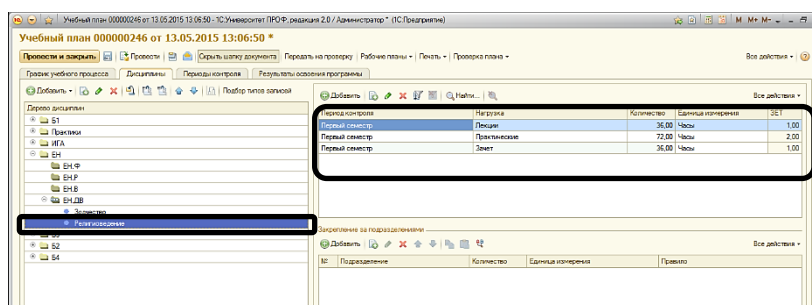 Учебный план 000000246 от 13.05.2015 13:06:50 - 1С:Университет ПРОФ, редакция 2.0 / Администратор * (1С:Предприятие)
M M+ M-
Учебный план 000000246 от 13.05.2015 13:06:50 *
Провести и закрыть Провести Скрыть шапку документа Передать на проверку Рабочие планы Печать Проверка плана Все действия
График учебного процесса Дисциплины Периоды контроля Результаты освоения программы
Добавить Подбор типов записей
Добавить Найти... Все действия
Дерево дисциплин
Период контроля Нагрузка Количество Единица измерения ЗЕТ
Первый семестр Лекции 36,00 Часы 1,00
Первый семестр Практические 72,00 Часы 2,00
Первый семестр Зачет 36,00 Часы 1,00
Б1
Практики
ИГА
ЕН
ЕН.Ф
ЕН.Р
ЕН.В
ЕН.ДВ
Религиоведение
Б2
Б4
Закрепление за подразделениями
Добавить Все действия
№ Подразделение Количество Единица измерения Правило